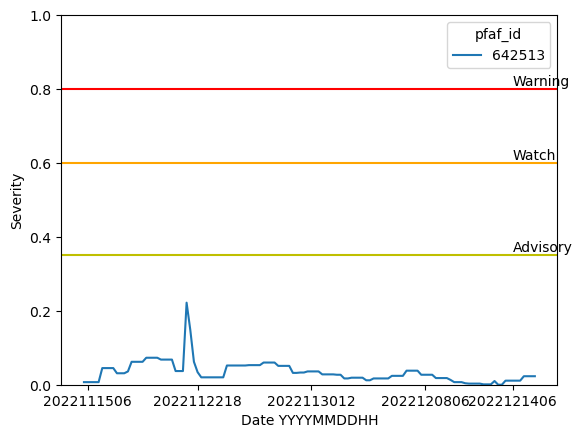 1.0
pfaf_id
642513
0.8
Warning
0.6
Watch
Severity
0.4
Advisory
0.2
0.0
2022111506 2022112218 2022113012 2022120806 2022121406
Date YYYYMMDDHH